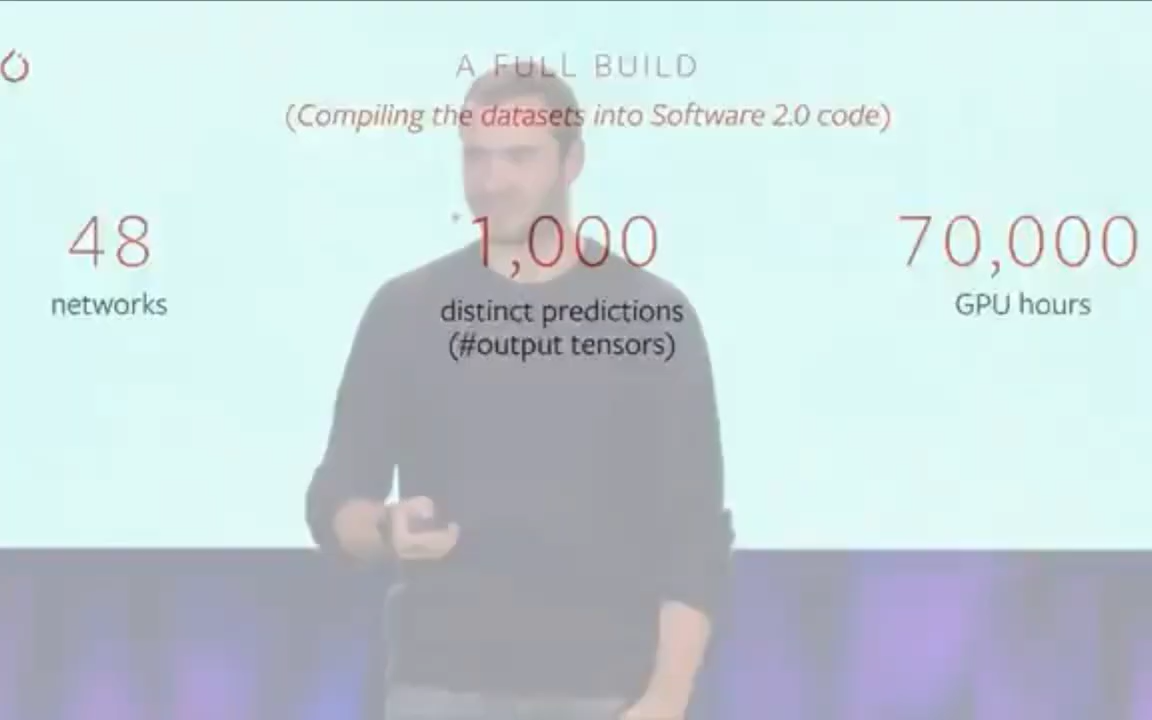 A FULL BUILD
(Compiling the datasets into Software 2.0 code)
48
networks
1,000
distinct predictions
(#output tensors)
70,000
GPU hours